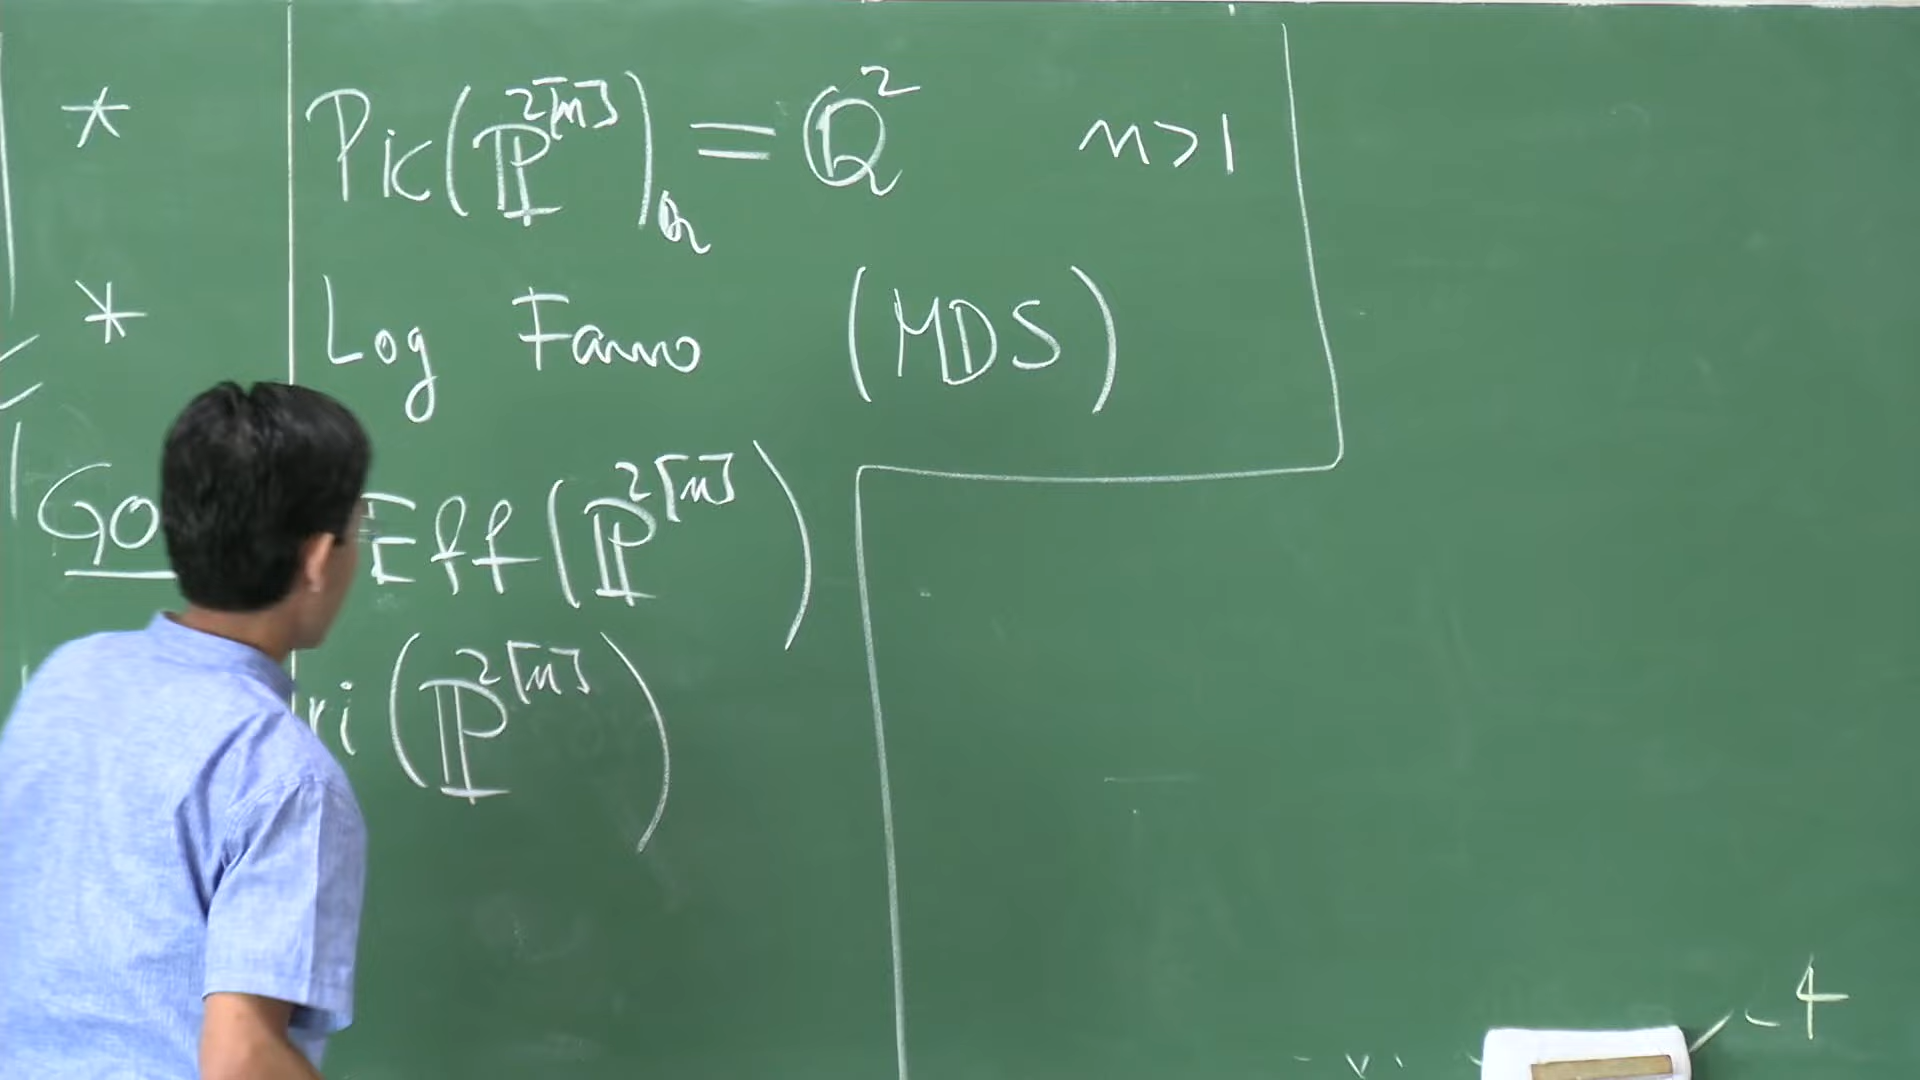 * Pic(ℙ^{2[n]})_ℚ = ℚ^2 n>1
* Log Fano (MDS)
Go Eff(ℙ^{2[n]})
ri(ℙ^{2[n]})
-4